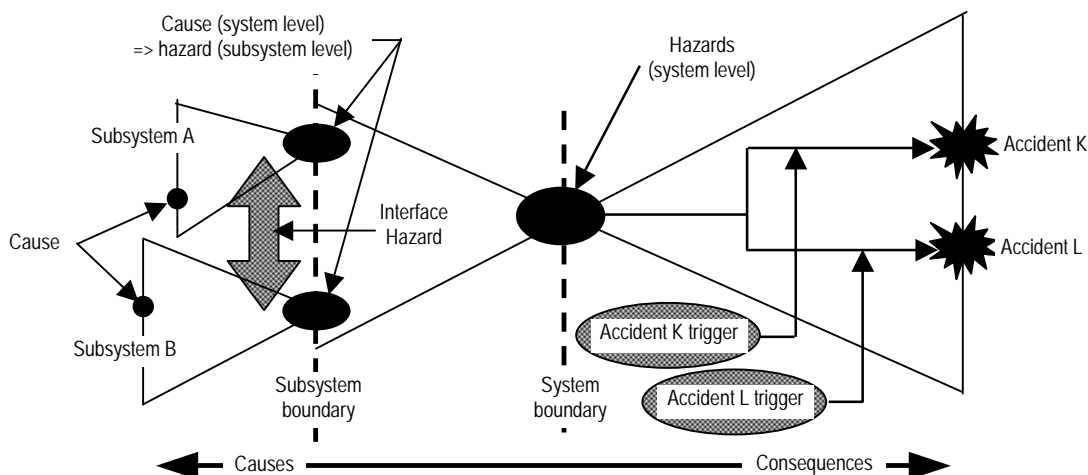 Cause (system level)
=> hazard (subsystem level)
Hazards
(system level)
Subsystem A
Accident K
Interface
Hazard
Cause
Accident L
Subsystem B
Accident K trigger
Subsystem
boundary
System
boundary
Accident L trigger
Causes
Consequences